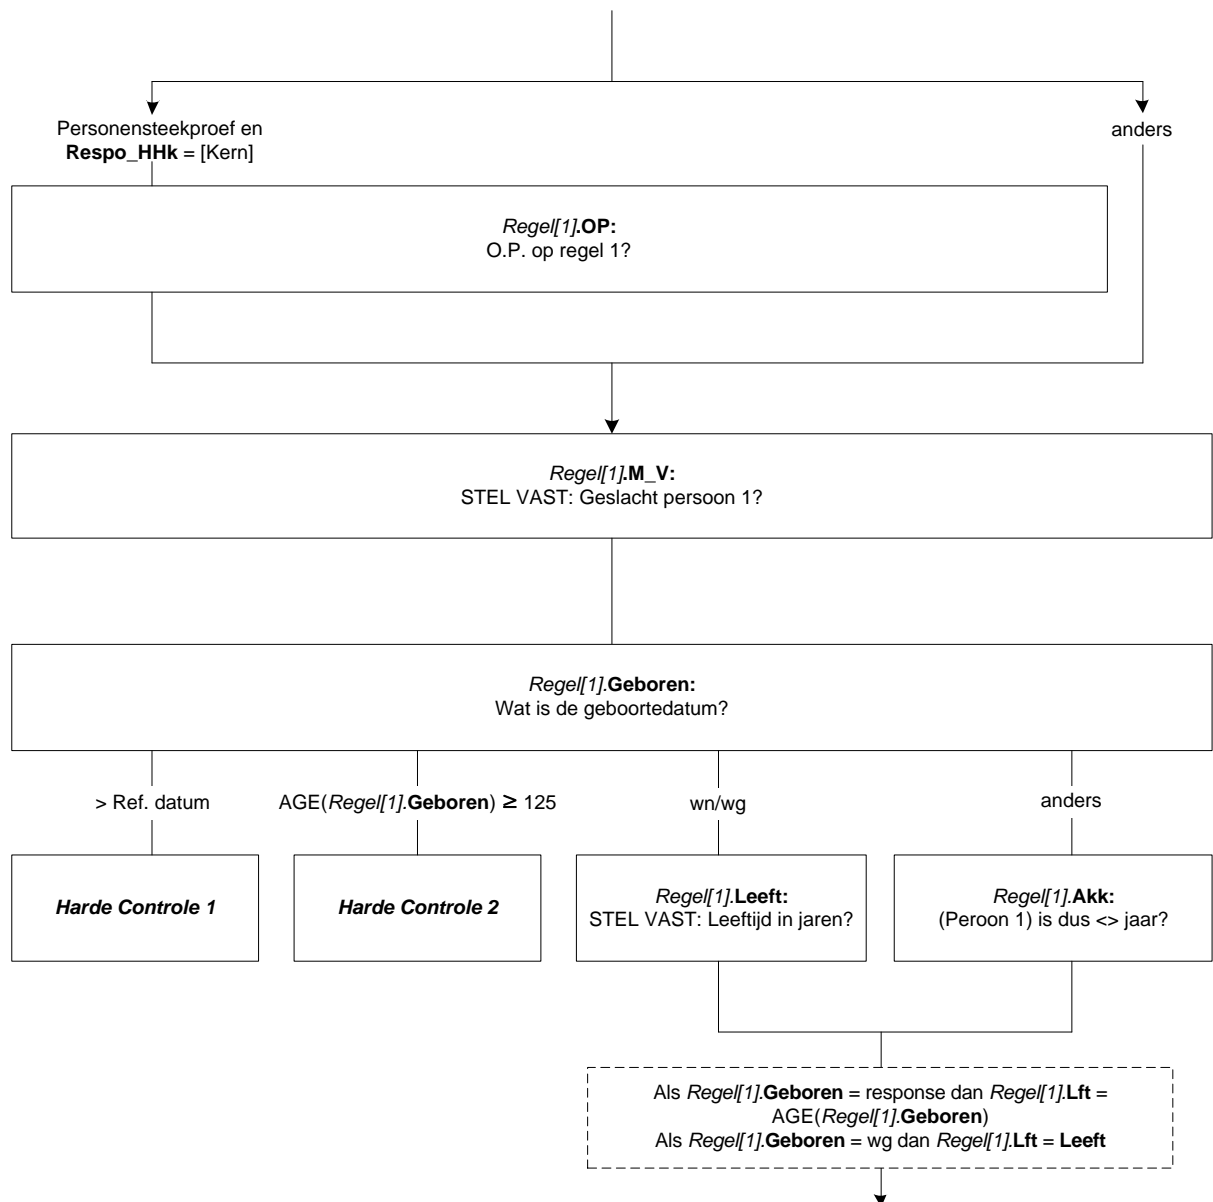 Personensteekproef en
Respo_HHk = [Kern]
anders
Regel[1].OP:
O.P. op regel 1?
Regel[1].M_V:
STEL VAST: Geslacht persoon 1?
Regel[1].Geboren:
Wat is de geboortedatum?
> Ref. datum
AGE(Regel[1].Geboren) ≥ 125
wn/wg
anders
Harde Controle 1
Harde Controle 2
Regel[1].Leeft:
STEL VAST: Leeftijd in jaren?
Regel[1].Akk:
(Peroon 1) is dus <> jaar?
Als Regel[1].Geboren = response dan Regel[1].Lft =
AGE(Regel[1].Geboren)
Als Regel[1].Geboren = wg dan Regel[1].Lft = Leeft